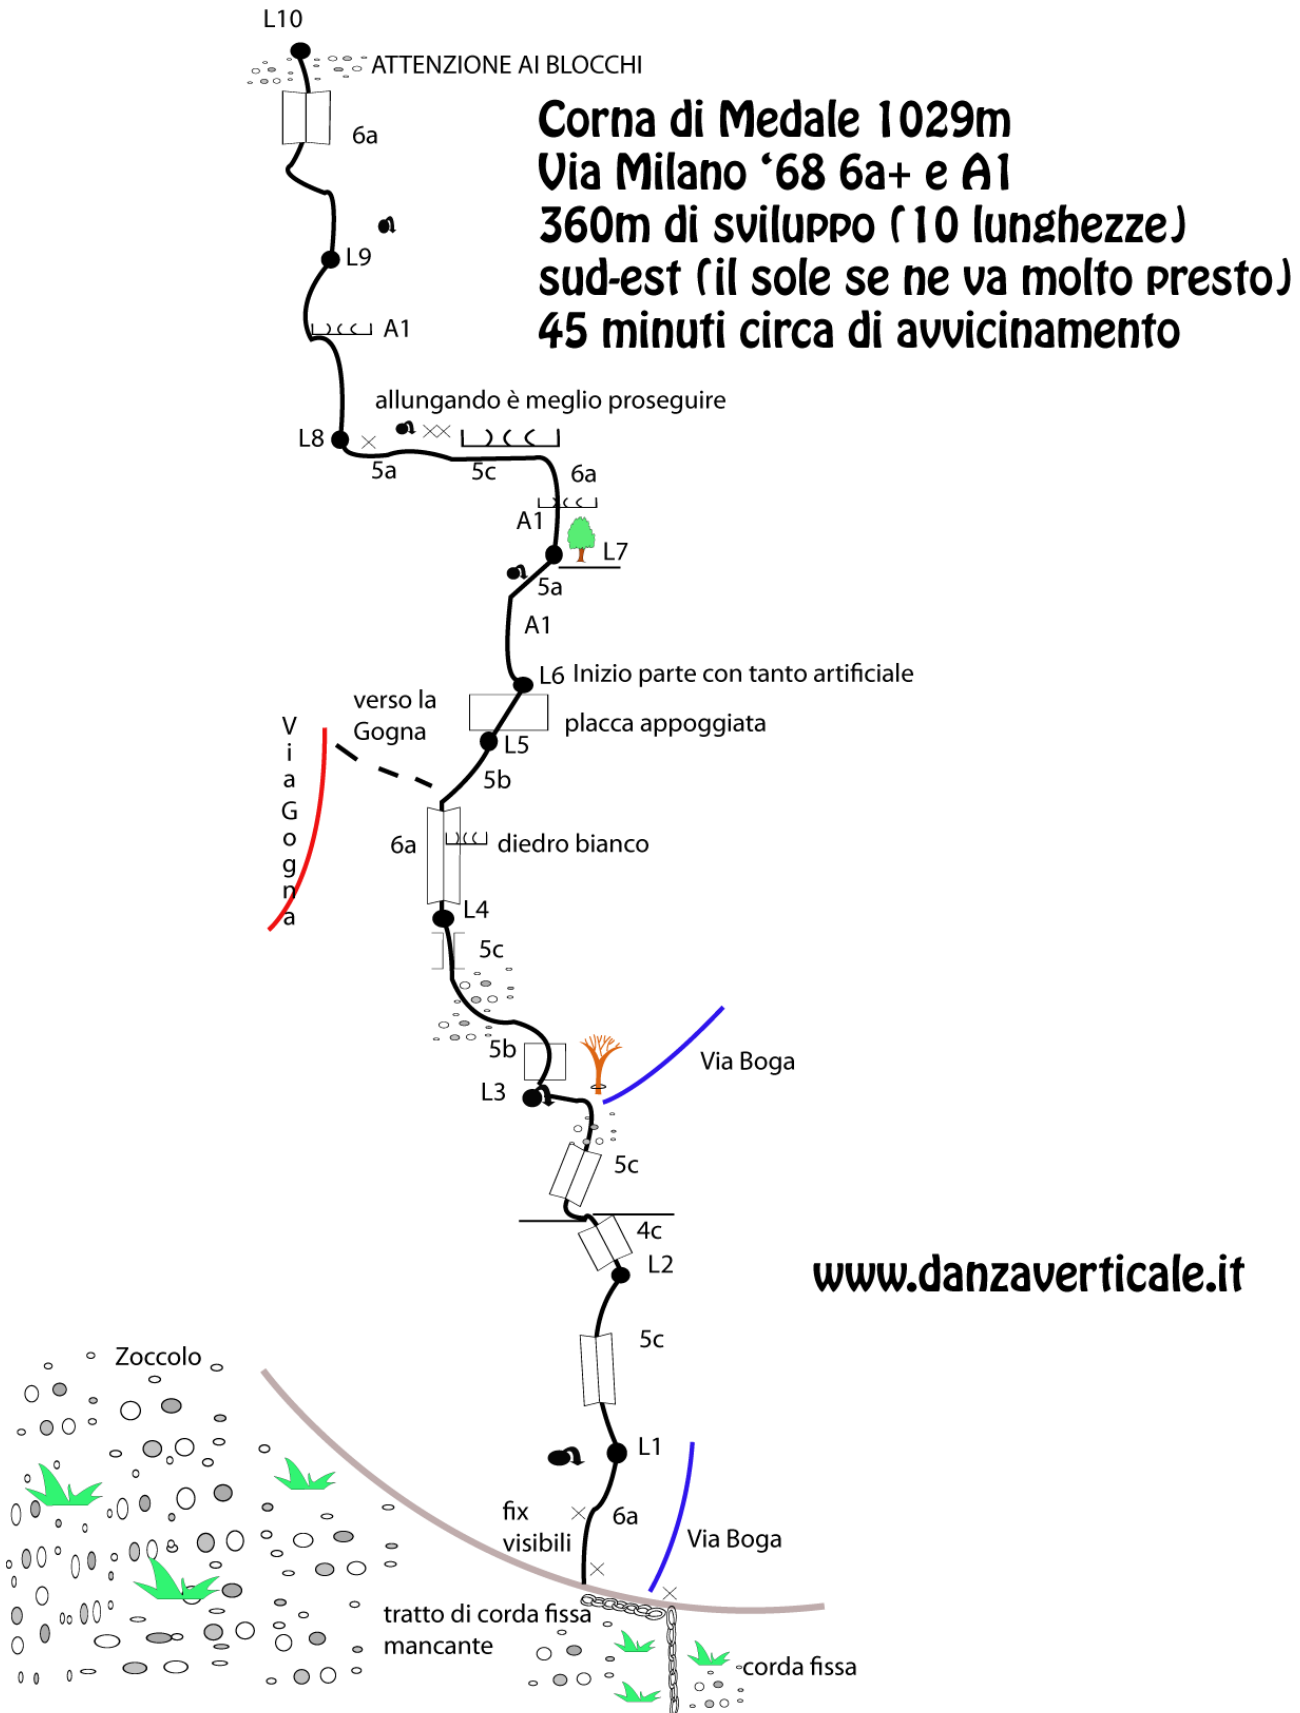 L10
ATTENZIONE AI BLOCCHI
Corna di Medale 1029m
Via Milano ‘68 6a+ e A1
360m di sviluppo (10 lunghezze)
sud-est (il sole se ne va molto presto)
45 minuti circa di avvicinamento
6a
L9
A1
allungando è meglio proseguire
L8
5a
5c
6a
A1
L7
5a
A1
L6 Inizio parte con tanto artificiale
verso la
Gogna
placca appoggiata
Via Gogna
L5
5b
6a
diedro bianco
L4
5c
5b
Via Boga
L3
5c
4c
L2
www.danzaverticale.it
5c
Zoccolo
L1
fix
visibili
6a
Via Boga
tratto di corda fissa
mancante
corda fissa